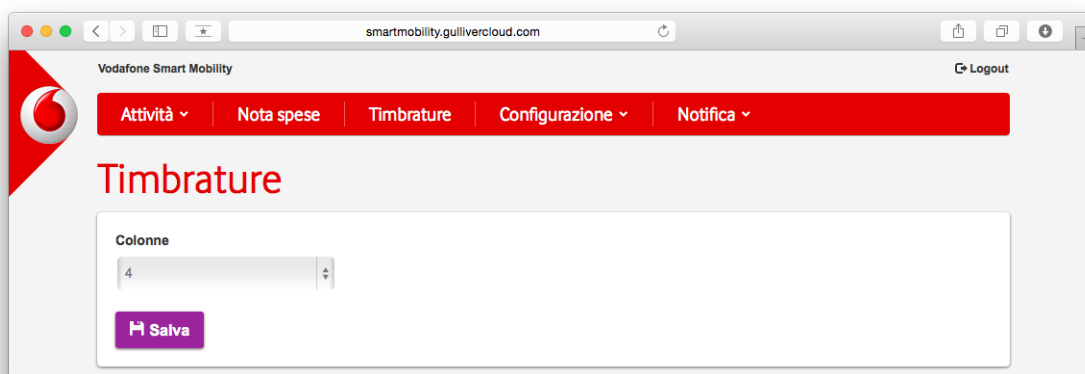 smartmobility.gullivercloud.com
Vodafone Smart Mobility
Logout
Attività Nota spese Timbrature Configurazione Notifica
Timbrature
Colonne
4
Salva